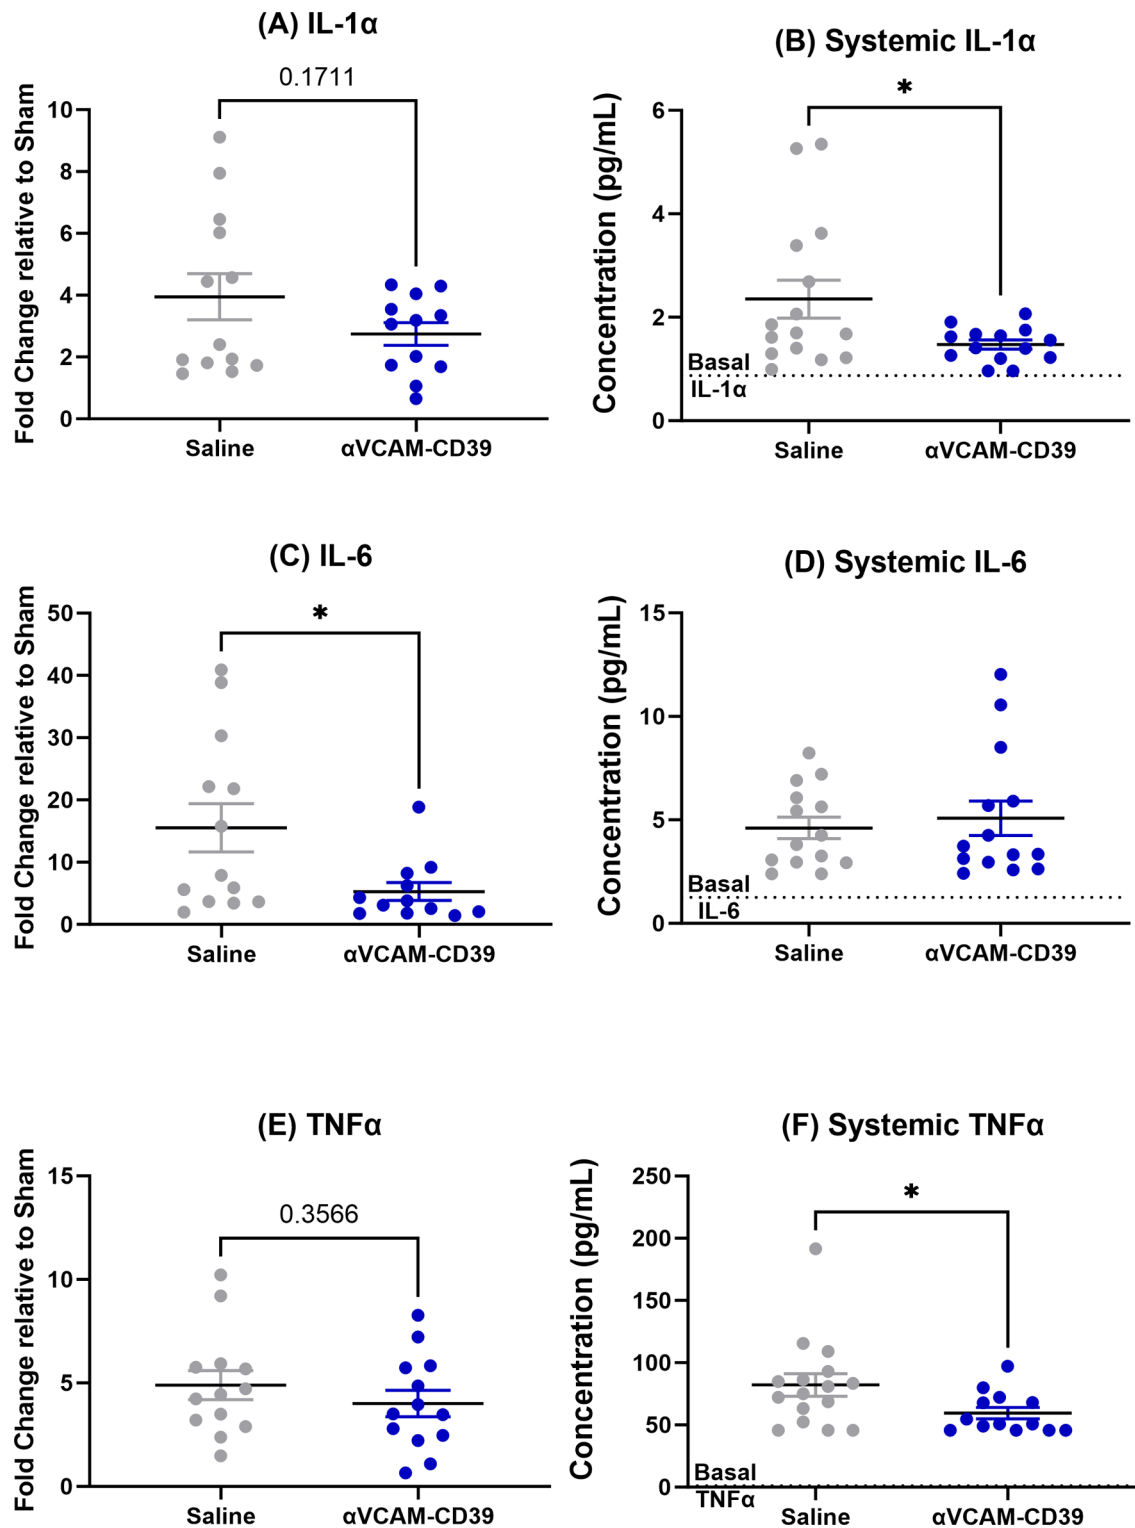 (A) IL-1α
0.1711
Fold Change relative to Sham
10
8
6
4
2
0
Saline
αVCAM-CD39
(B) Systemic IL-1α
*
Concentration (pg/mL)
6
4
2
0
Basal
IL-1α
Saline
αVCAM-CD39
(C) IL-6
*
Fold Change relative to Sham
50
40
30
20
10
0
Saline
αVCAM-CD39
(D) Systemic IL-6
Concentration (pg/mL)
15
10
5
0
Basal
IL-6
Saline
αVCAM-CD39
(E) TNFα
0.3566
Fold Change relative to Sham
15
10
5
0
Saline
αVCAM-CD39
(F) Systemic TNFα
*
Concentration (pg/mL)
250
200
150
100
50
0
Basal
TNFα
Saline
αVCAM-CD39